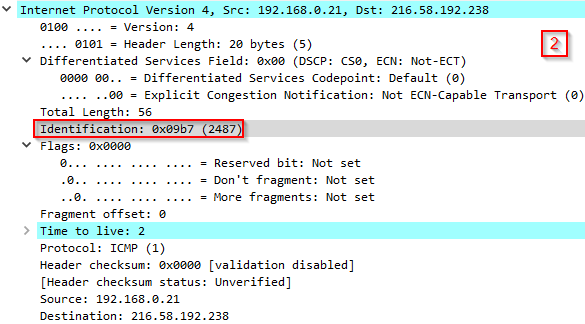 Internet Protocol Version 4, Src: 192.168.0.21, Dst: 216.58.192.238
0100 .... = Version: 4
.... 0101 = Header Length: 20 bytes (5)
2
Differentiated Services Field: 0x00 (DSCP: CS0, ECN: Not-ECT)
0000 00.. = Differentiated Services Codepoint: Default (0)
.... ..00 = Explicit Congestion Notification: Not ECN-Capable Transport (0)
Total Length: 56
Identification: 0x09b7 (2487)
Flags: 0x0000
0... .... .... .... = Reserved bit: Not set
.0.. .... .... .... = Don't fragment: Not set
..0. .... .... .... = More fragments: Not set
Fragment offset: 0
Time to live: 2
Protocol: ICMP (1)
Header checksum: 0x0000 [validation disabled]
[Header checksum status: Unverified]
Source: 192.168.0.21
Destination: 216.58.192.238